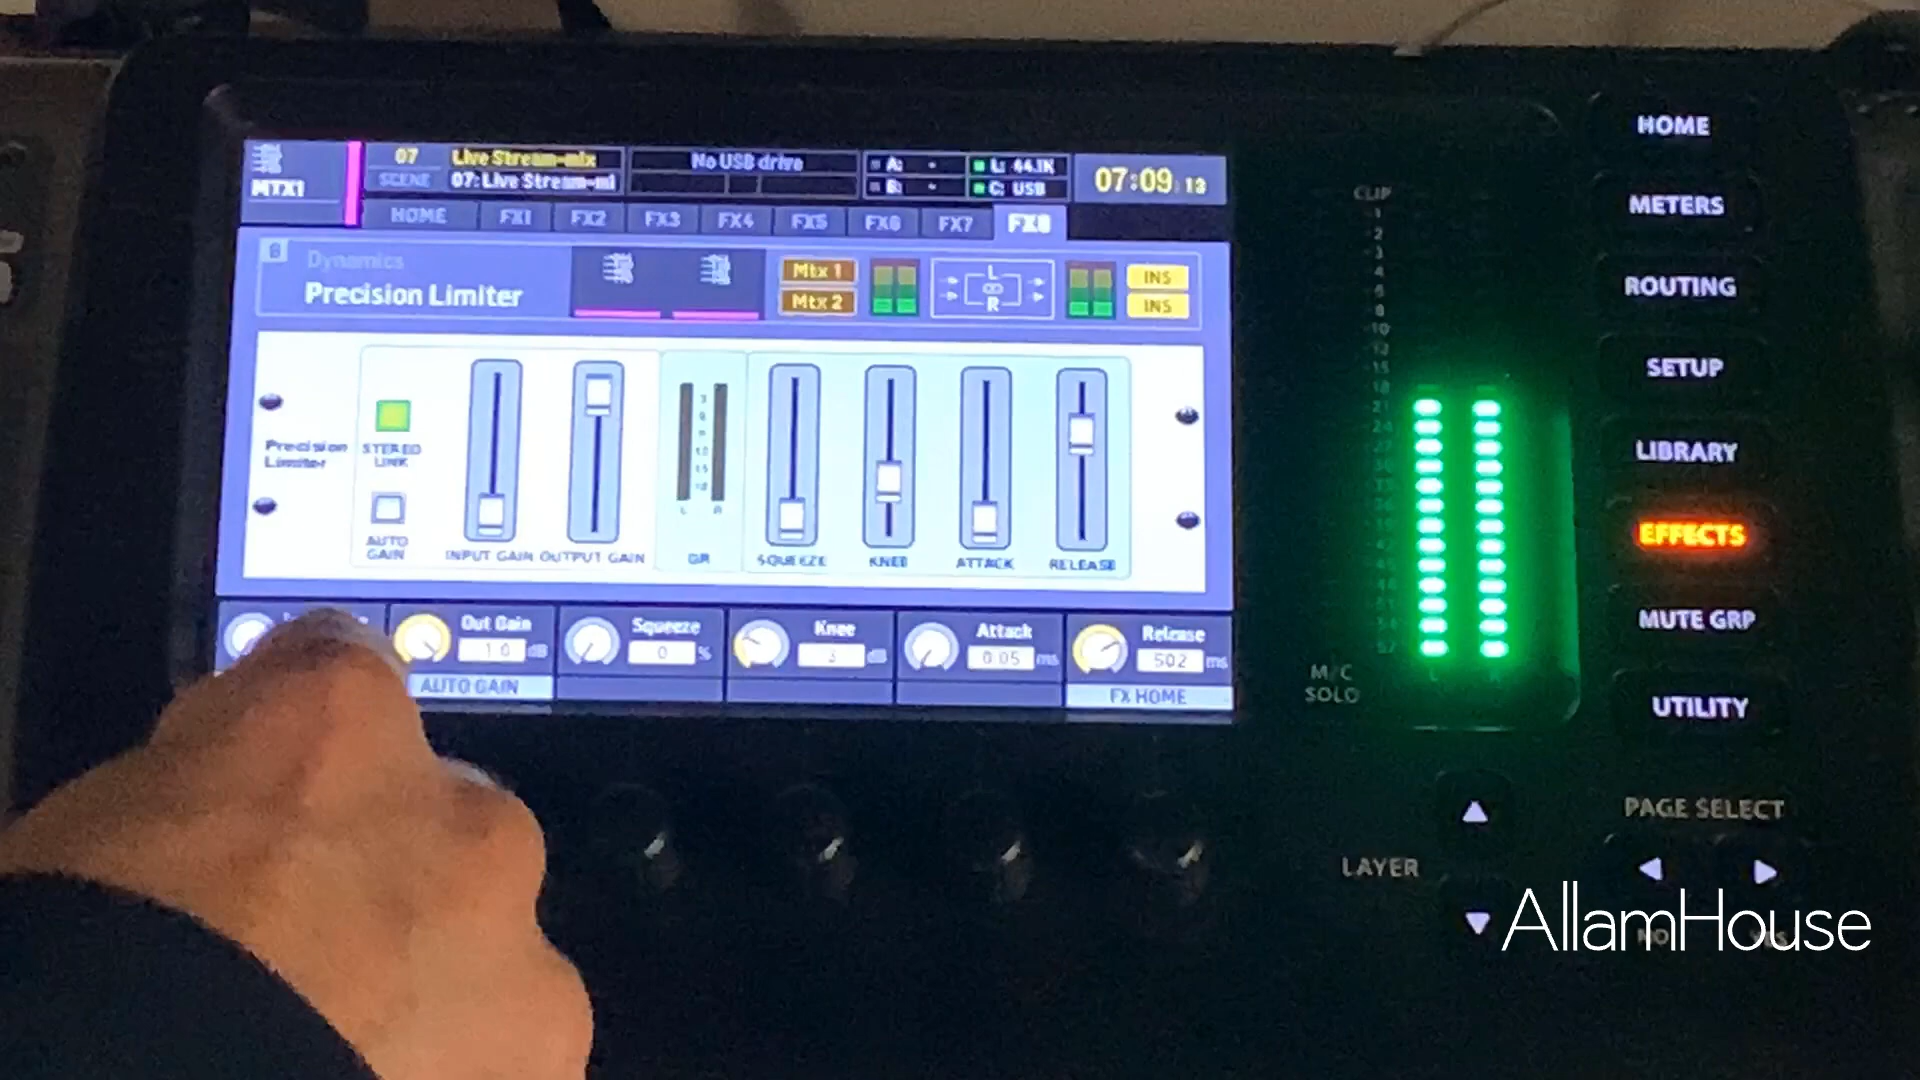 MTX1
07
SCENE
Live Stream-mix
07: Live Stream-mi
No USB drive
A: -
B: -
L: 44.1K
C: USB
07:09 13
HOME FX1 FX2 FX3 FX4 FX5 FX6 FX7 FX8
8
Dynamics
Precision Limiter
Mtx 1
Mtx 2
L
R
INS
INS
Precision
Limiter
STEREO
LINK
AUTO
GAIN
INPUT GAIN OUTPUT GAIN GR SQUEEZE KNEE ATTACK RELEASE
L R
Out Gain
dB
Squeeze
0 %
Knee
3 dB
Attack
0.05 ms
Release
502 ms
AUTO GAIN
FX HOME
CLIP
M/C
SOLO
HOME
METERS
ROUTING
SETUP
LIBRARY
EFFECTS
MUTE GRP
UTILITY
PAGE SELECT
LAYER
NO YES
AllamHouse